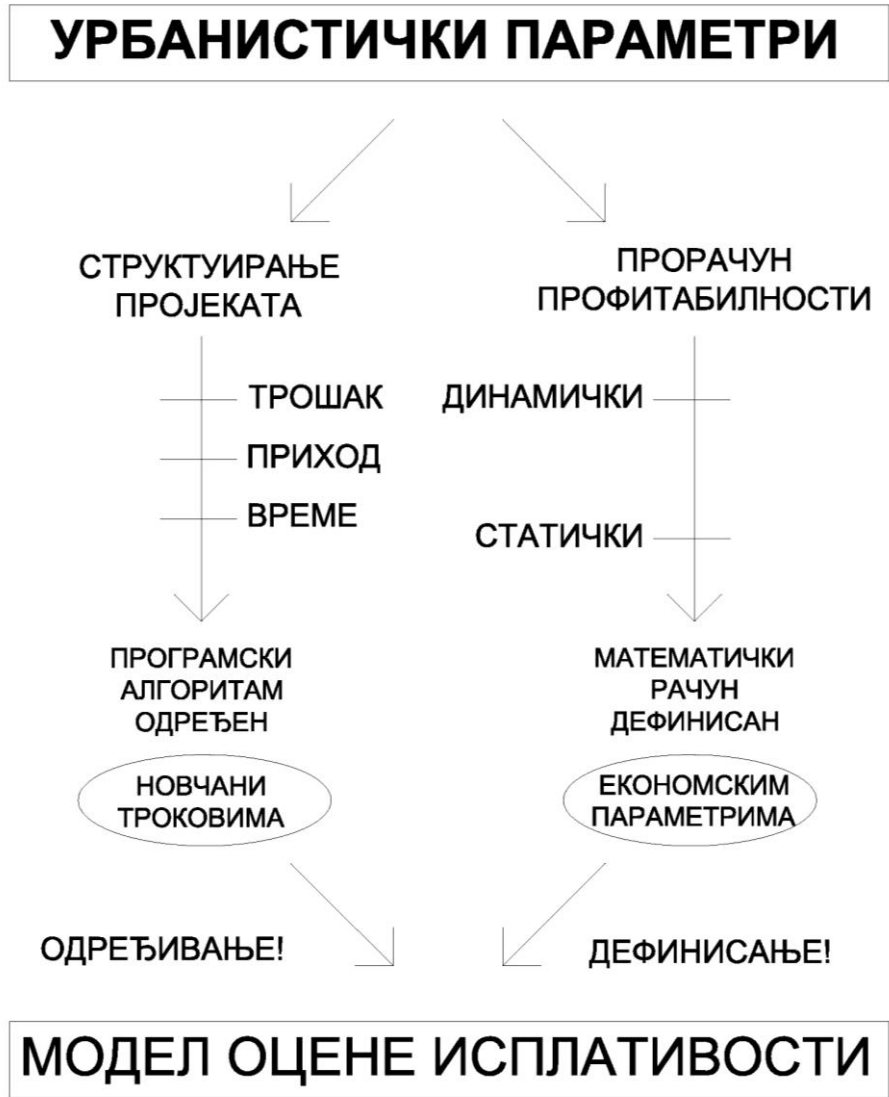 УРБАНИСТИЧКИ ПАРАМЕТРИ
СТРУКТУИРАЊЕ
ПРОЈЕКАТА
ТРОШАК
ПРИХОД
ВРЕМЕ
ПРОГРАМСКИ
АЛГОРИТАМ
ОДРЕЂЕН
НОВЧАНИ
ТРОКОВИМА
ОДРЕЂИВАЊЕ!
ПРОРАЧУН
ПРОФИТАБИЛНОСТИ
ДИНАМИЧКИ
СТАТИЧКИ
МАТЕМАТИЧКИ
РАЧУН
ДЕФИНИСАН
ЕКОНОМСКИМ
ПАРАМЕТРИМА
ДЕФИНИСАЊЕ!
МОДЕЛ ОЦЕНЕ ИСПЛАТИВОСТИ